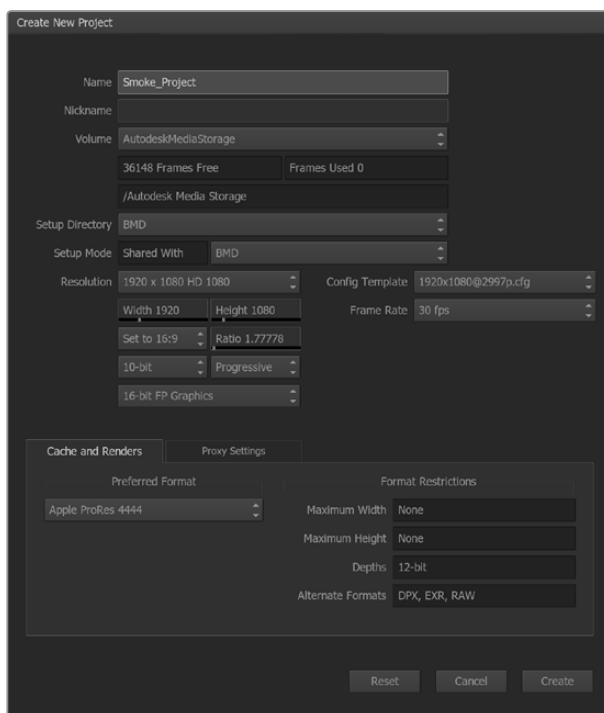 Create New Project
Name Smoke_Project
Nickname
Volume AutodeskMediaStorage
36148 Frames Free Frames Used 0
/Autodesk Media Storage
Setup Directory BMD
Setup Mode Shared With BMD
Resolution 1920 x 1080 HD 1080 Config Template 1920x1080@2997p.cfg
Width 1920 Height 1080 Frame Rate 30 fps
Set to 16:9 Ratio 1.77778
10-bit Progressive
16-bit FP Graphics
Cache and Renders Proxy Settings
Preferred Format Format Restrictions
Apple ProRes 4444 Maximum Width None
Maximum Height None
Depths 12-bit
Alternate Formats DPX, EXR, RAW
Reset Cancel Create